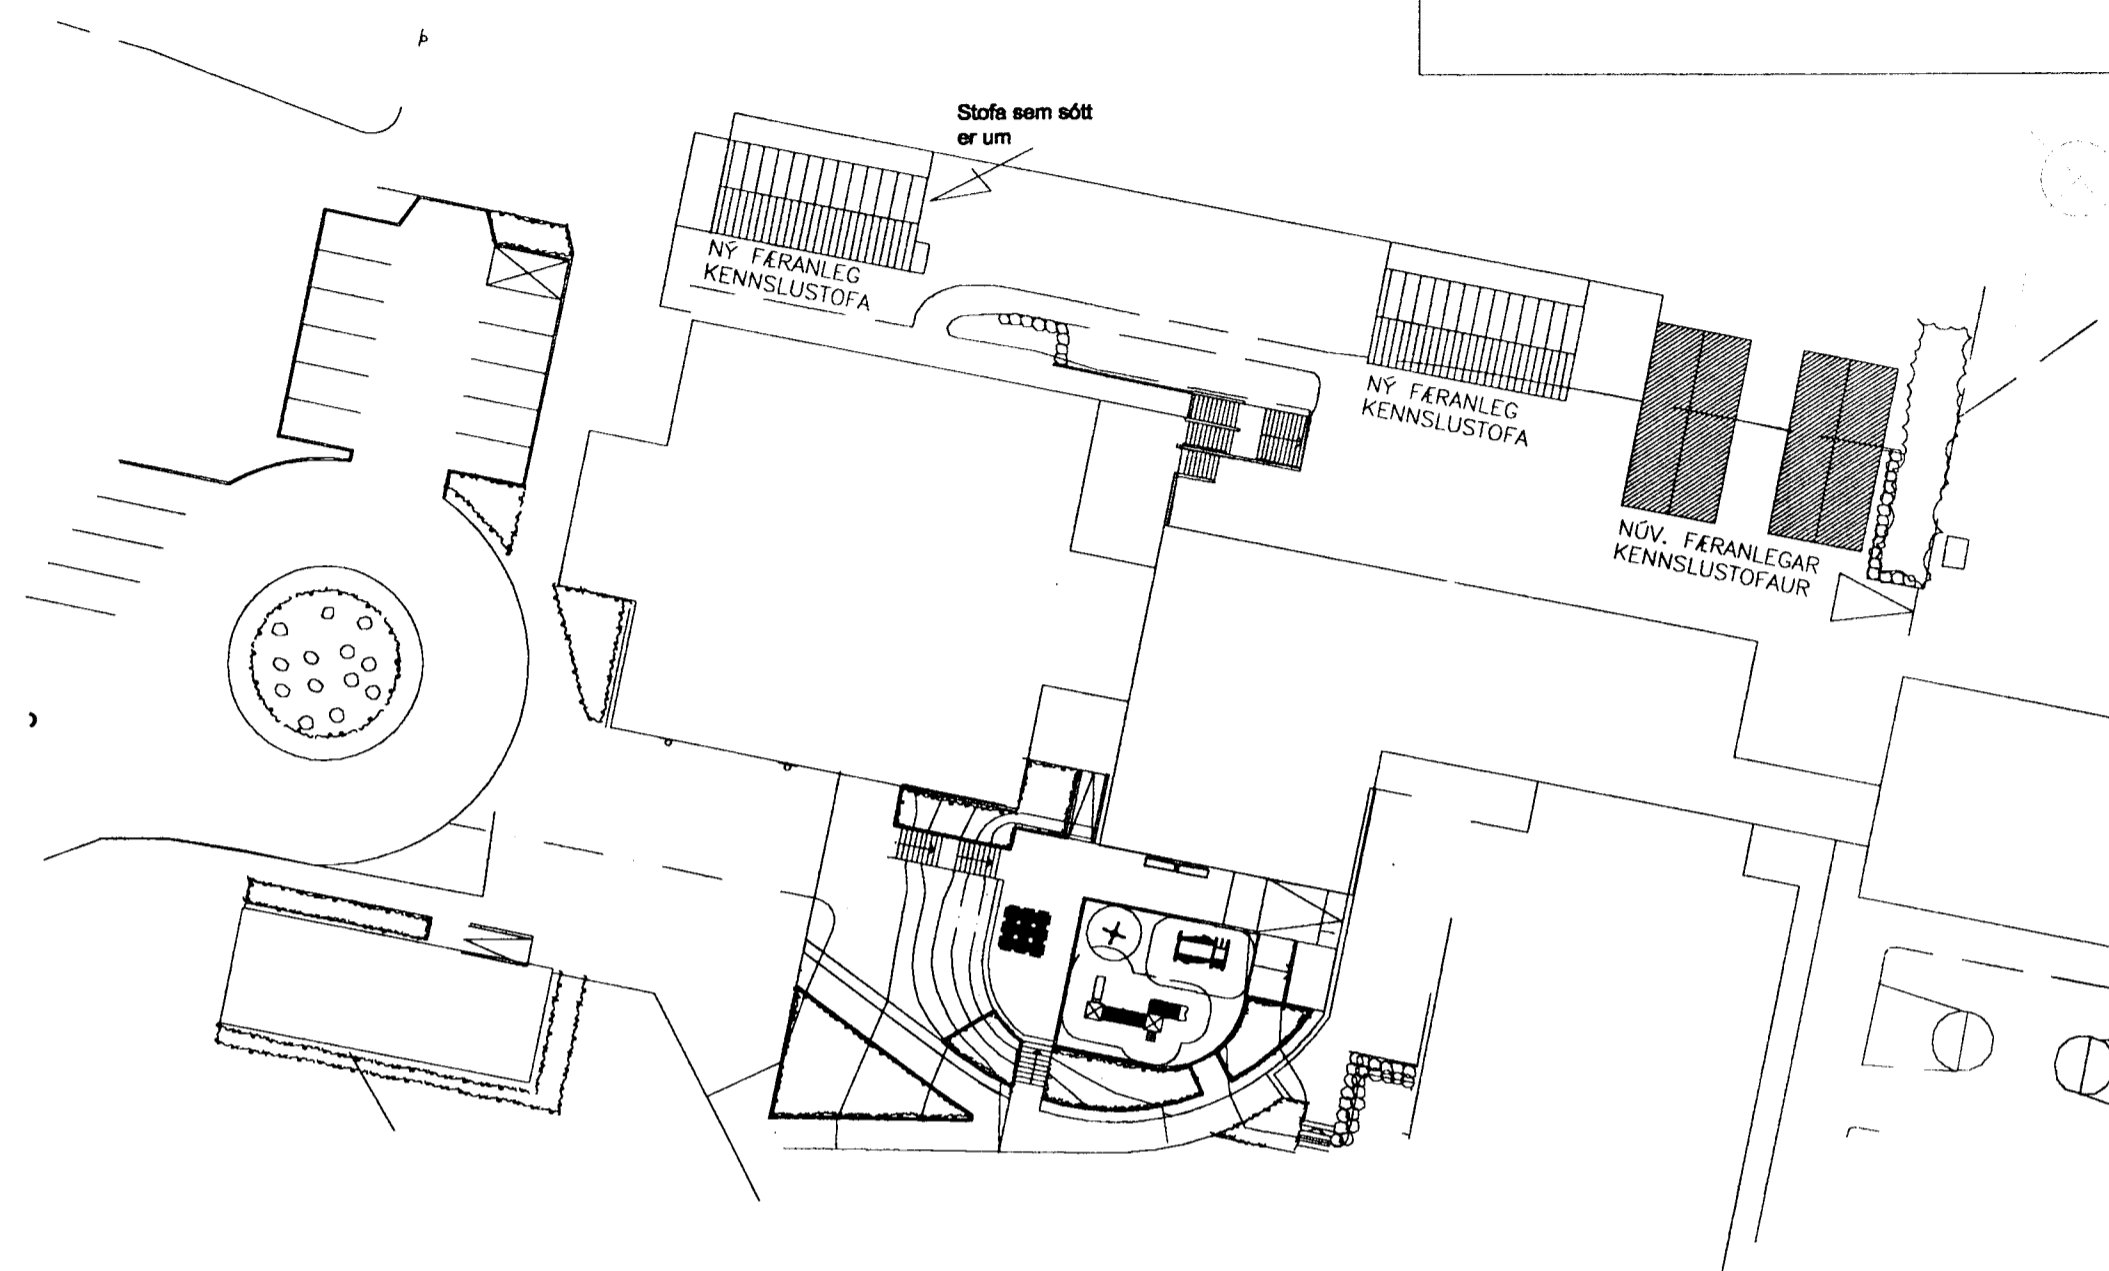 þ
Stofa sem sótt
er um
NÝ FÆRANLEG
KENNSLUSTOFA
NÝ FÆRANLEG
KENNSLUSTOFA
NÚV. FÆRANLEGAR
KENNSLUSTOFAUR